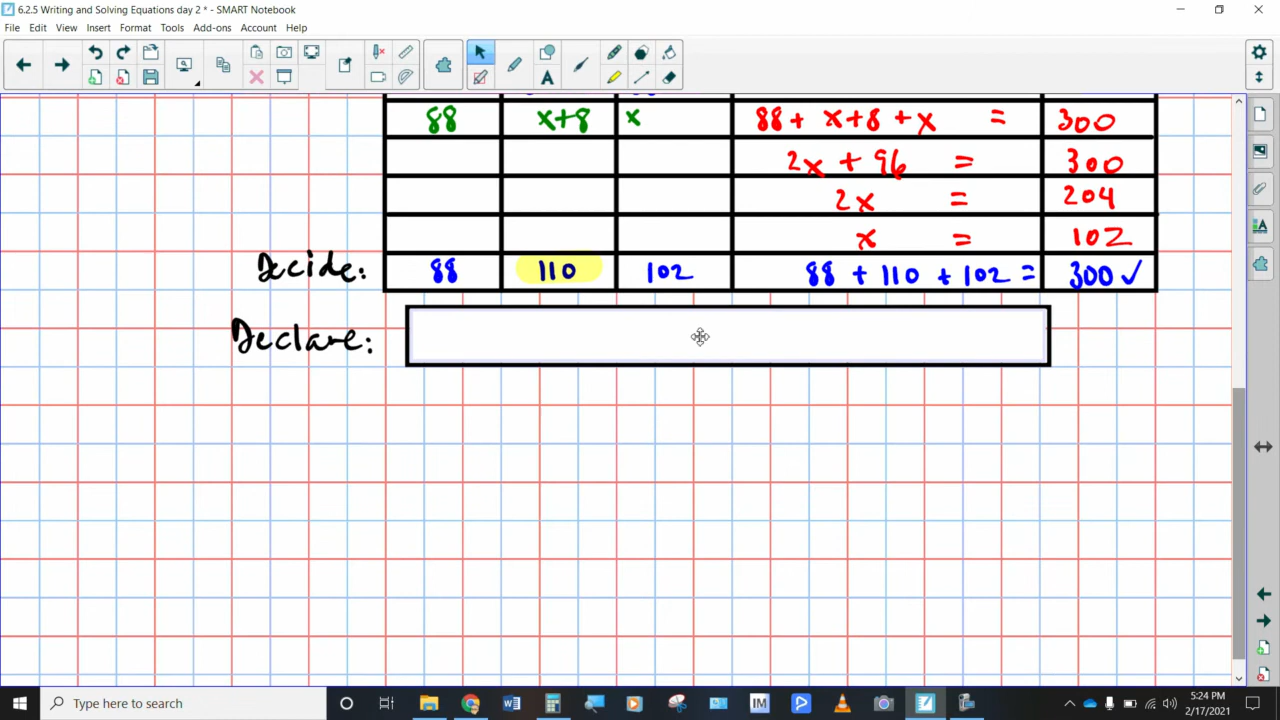 6.2.5 Writing and Solving Equations day 2 * - SMART Notebook
File Edit View Insert Format Tools Add-ons Account Help
88 x+8 x 88 + x+8 + x = 300
2x + 96 = 300
2x = 204
x = 102
Decide: 88 110 102 88 + 110 + 102 = 300 ✓
Declare:
Type here to search
IM
5:24 PM
2/17/2021